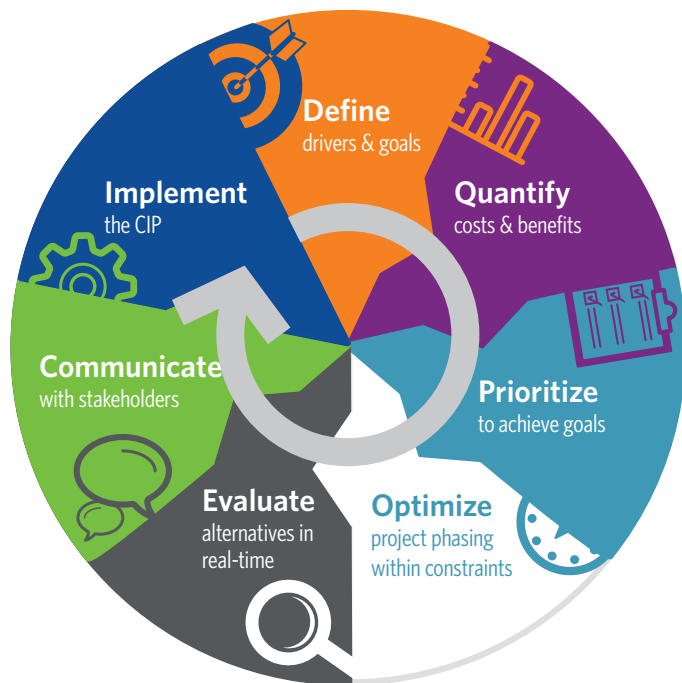 Define
drivers & goals
Quantify
costs & benefits
Prioritize
to achieve goals
Optimize
project phasing
within constraints
Evaluate
alternatives in
real-time
Communicate
with stakeholders
Implement
the CIP